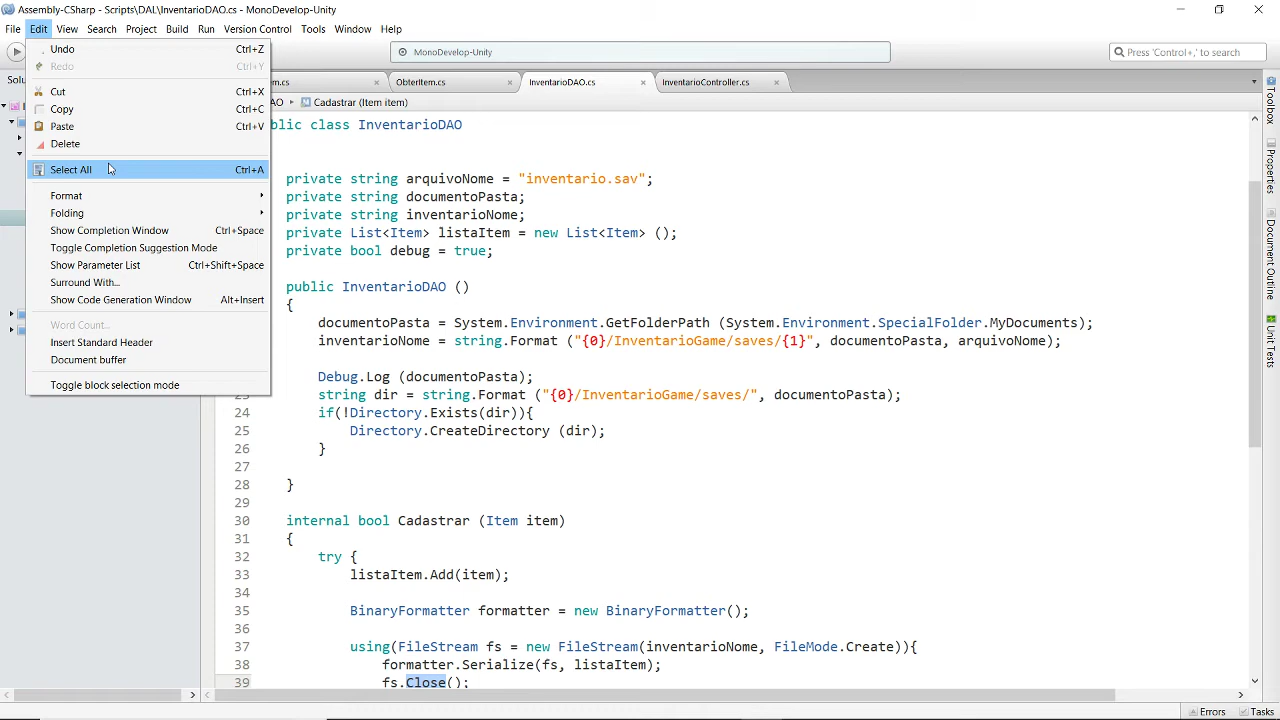 Assembly-CSharp - Scripts\DAL\InventarioDAO.cs - MonoDevelop-Unity
File Edit View Search Project Build Run Version Control Tools Window Help
MonoDevelop-Unity
Press 'Control+,' to search
Undo Ctrl+Z
Redo Ctrl+Y
Cut Ctrl+X
Copy Ctrl+C
Paste Ctrl+V
Delete
Select All Ctrl+A
Format
Folding
Show Completion Window Ctrl+Space
Toggle Completion Suggestion Mode
Show Parameter List Ctrl+Shift+Space
Surround With...
Show Code Generation Window Alt+Insert
Word Count...
Insert Standard Header
Document buffer
Toggle block selection mode
Solu
m.cs ObterItem.cs InventarioDAO.cs InventarioController.cs
AO Cadastrar (Item item)
blic class InventarioDAO
private string arquivoNome = "inventario.sav";
private string documentoPasta;
private string inventarioNome;
private List<Item> listaItem = new List<Item> ();
private bool debug = true;
public InventarioDAO ()
{
documentoPasta = System.Environment.GetFolderPath (System.Environment.SpecialFolder.MyDocuments);
inventarioNome = string.Format ("{0}/InventarioGame/saves/{1}", documentoPasta, arquivoNome);
Debug.Log (documentoPasta);
23 string dir = string.Format ("{0}/InventarioGame/saves/", documentoPasta);
24 if(!Directory.Exists(dir)){
25 Directory.CreateDirectory (dir);
26 }
27
28 }
29
30 internal bool Cadastrar (Item item)
31 {
32 try {
33 listaItem.Add(item);
34
35 BinaryFormatter formatter = new BinaryFormatter();
36
37 using(FileStream fs = new FileStream(inventarioNome, FileMode.Create)){
38 formatter.Serialize(fs, listaItem);
39 fs.Close();
Toolbox
Properties
Document Outline
Unit Tests
Errors Tasks